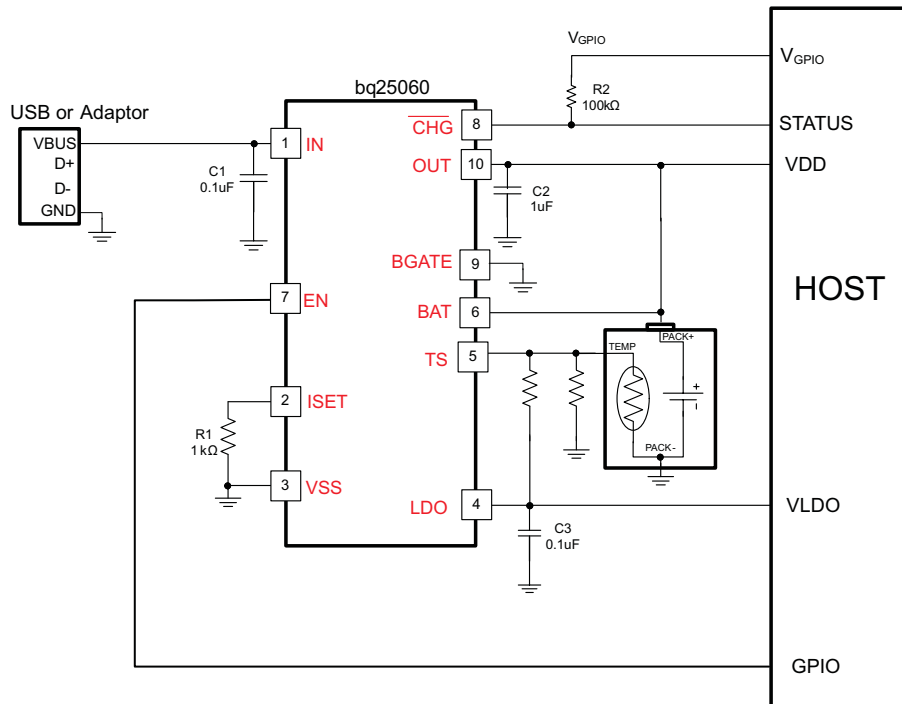 V_GPIO
V_GPIO
bq25060
R2
100kΩ
USB or Adaptor
8
CHG
STATUS
VBUS
1
IN
D+
D-
GND
C1
0.1uF
OUT
10
VDD
C2
1uF
BGATE
9
HOST
7
EN
BAT
6
TS
5
TEMP
PACK+
+
-
PACK-
2
ISET
R1
1kΩ
3
VSS
LDO
4
VLDO
C3
0.1uF
GPIO